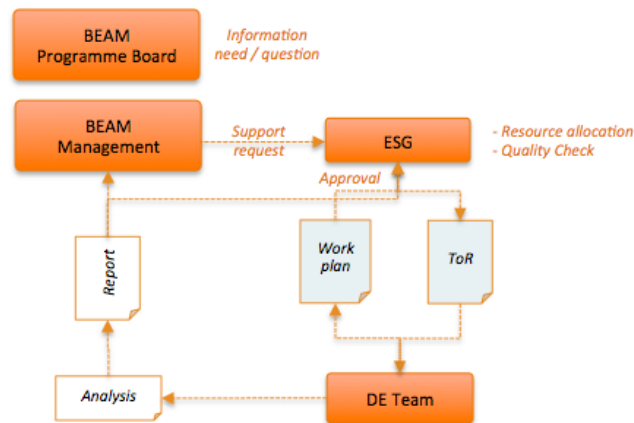 BEAM
Programme Board
Information
need / question
BEAM
Management
Support
request
ESG
- Resource allocation
- Quality Check
Approval
Report
Work
plan
ToR
Analysis
DE Team